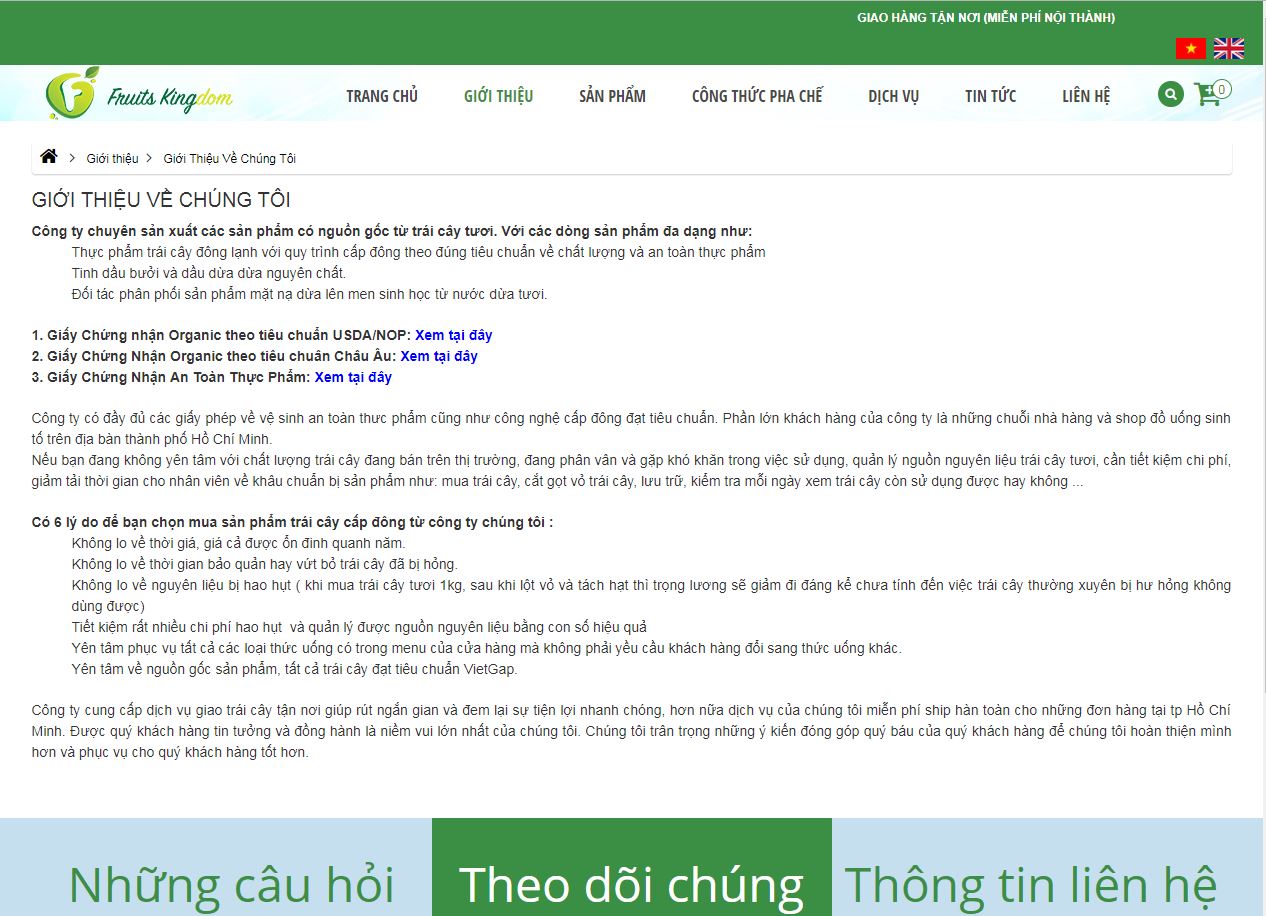 GIAO HÀNG TẬN NƠI (MIỄN PHÍ NỘI THÀNH)
Fruits Kingdom
TRANG CHỦ GIỚI THIỆU SẢN PHẨM CÔNG THỨC PHA CHẾ DỊCH VỤ TIN TỨC LIÊN HỆ 0
Giới thiệu > Giới Thiệu Về Chúng Tôi
GIỚI THIỆU VỀ CHÚNG TÔI
Công ty chuyên sản xuất các sản phẩm có nguồn gốc từ trái cây tươi. Với các dòng sản phẩm đa dạng như:
Thực phẩm trái cây đông lạnh với quy trình cấp đông theo đúng tiêu chuẩn về chất lượng và an toàn thực phẩm
Tinh dầu bưởi và dầu dừa dừa nguyên chất.
Đối tác phân phối sản phẩm mặt nạ dừa lên men sinh học từ nước dừa tươi.
1. Giấy Chứng nhận Organic theo tiêu chuẩn USDA/NOP: Xem tại đây
2. Giấy Chứng Nhận Organic theo tiêu chuân Châu Âu: Xem tại đây
3. Giấy Chứng Nhận An Toàn Thực Phẩm: Xem tại đây
Công ty có đầy đủ các giấy phép về vệ sinh an toàn thưc phẩm cũng như công nghệ cấp đông đạt tiêu chuẩn. Phần lớn khách hàng của công ty là những chuỗi nhà hàng và shop đồ uống sinh
tố trên địa bàn thành phố Hồ Chí Minh.
Nếu bạn đang không yên tâm với chất lượng trái cây đang bán trên thị trường, đang phân vân và gặp khó khăn trong việc sử dụng, quản lý nguồn nguyên liệu trái cây tươi, cần tiết kiệm chi phí,
giảm tải thời gian cho nhân viên về khâu chuẩn bị sản phẩm như: mua trái cây, cắt gọt vỏ trái cây, lưu trữ, kiểm tra mỗi ngày xem trái cây còn sử dụng được hay không ...
Có 6 lý do để bạn chọn mua sản phẩm trái cây cấp đông từ công ty chúng tôi :
Không lo về thời giá, giá cả được ổn đinh quanh năm.
Không lo về thời gian bảo quản hay vứt bỏ trái cây đã bị hỏng.
Không lo về nguyên liệu bị hao hụt ( khi mua trái cây tươi 1kg, sau khi lột vỏ và tách hạt thì trọng lương sẽ giảm đi đáng kể chưa tính đến việc trái cây thường xuyên bị hư hỏng không
dùng được)
Tiết kiệm rất nhiều chi phí hao hụt và quản lý được nguồn nguyên liệu bằng con số hiệu quả
Yên tâm phục vụ tất cả các loại thức uống có trong menu của cửa hàng mà không phải yều cầu khách hàng đổi sang thức uống khác.
Yên tâm về nguồn gốc sản phẩm, tất cả trái cây đạt tiêu chuẩn VietGap.
Công ty cung cấp dịch vụ giao trái cây tận nơi giúp rút ngắn gian và đem lại sự tiện lợi nhanh chóng, hơn nữa dịch vụ của chúng tôi miễn phí ship hàn toàn cho những đơn hàng tại tp Hồ Chí
Minh. Được quý khách hàng tin tưởng và đồng hành là niềm vui lớn nhất của chúng tôi. Chúng tôi trân trọng những ý kiến đóng góp quý báu của quý khách hàng để chúng tôi hoàn thiện mình
hơn và phục vụ cho quý khách hàng tốt hơn.
Những câu hỏi Theo dõi chúng Thông tin liên hệ